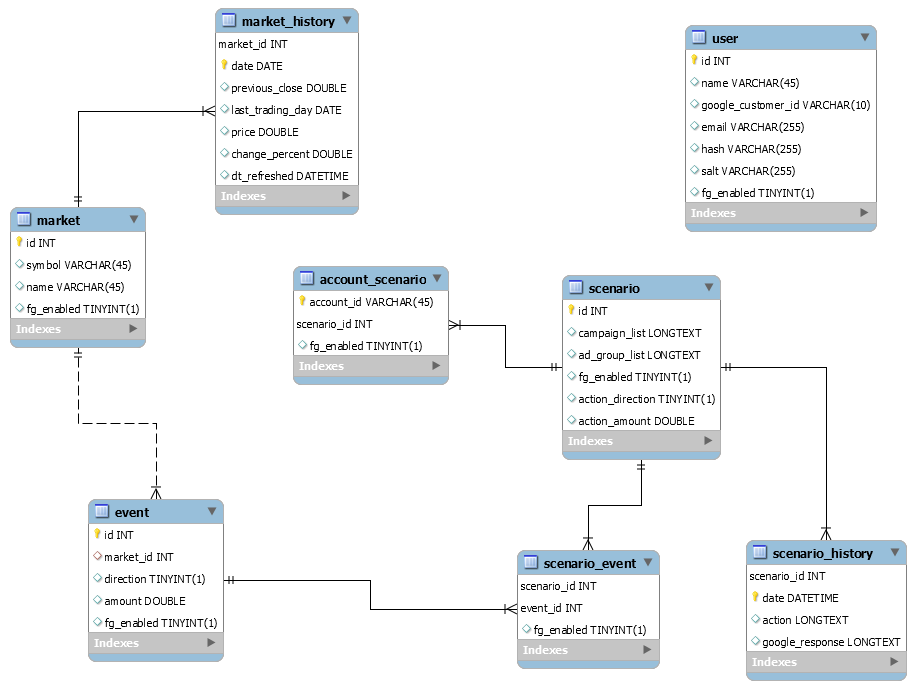 market_history
market_id INT
date DATE
previous_close DOUBLE
last_trading_day DATE
price DOUBLE
change_percent DOUBLE
dt_refreshed DATETIME
Indexes
user
id INT
name VARCHAR(45)
google_customer_id VARCHAR(10)
email VARCHAR(255)
hash VARCHAR(255)
salt VARCHAR(255)
fg_enabled TINYINT(1)
Indexes
market
id INT
symbol VARCHAR(45)
name VARCHAR(45)
fg_enabled TINYINT(1)
Indexes
account_scenario
account_id VARCHAR(45)
scenario_id INT
fg_enabled TINYINT(1)
Indexes
scenario
id INT
campaign_list LONGTEXT
ad_group_list LONGTEXT
fg_enabled TINYINT(1)
action_direction TINYINT(1)
action_amount DOUBLE
Indexes
event
id INT
market_id INT
direction TINYINT(1)
amount DOUBLE
fg_enabled TINYINT(1)
Indexes
scenario_event
scenario_id INT
event_id INT
fg_enabled TINYINT(1)
Indexes
scenario_history
scenario_id INT
date DATETIME
action LONGTEXT
google_response LONGTEXT
Indexes